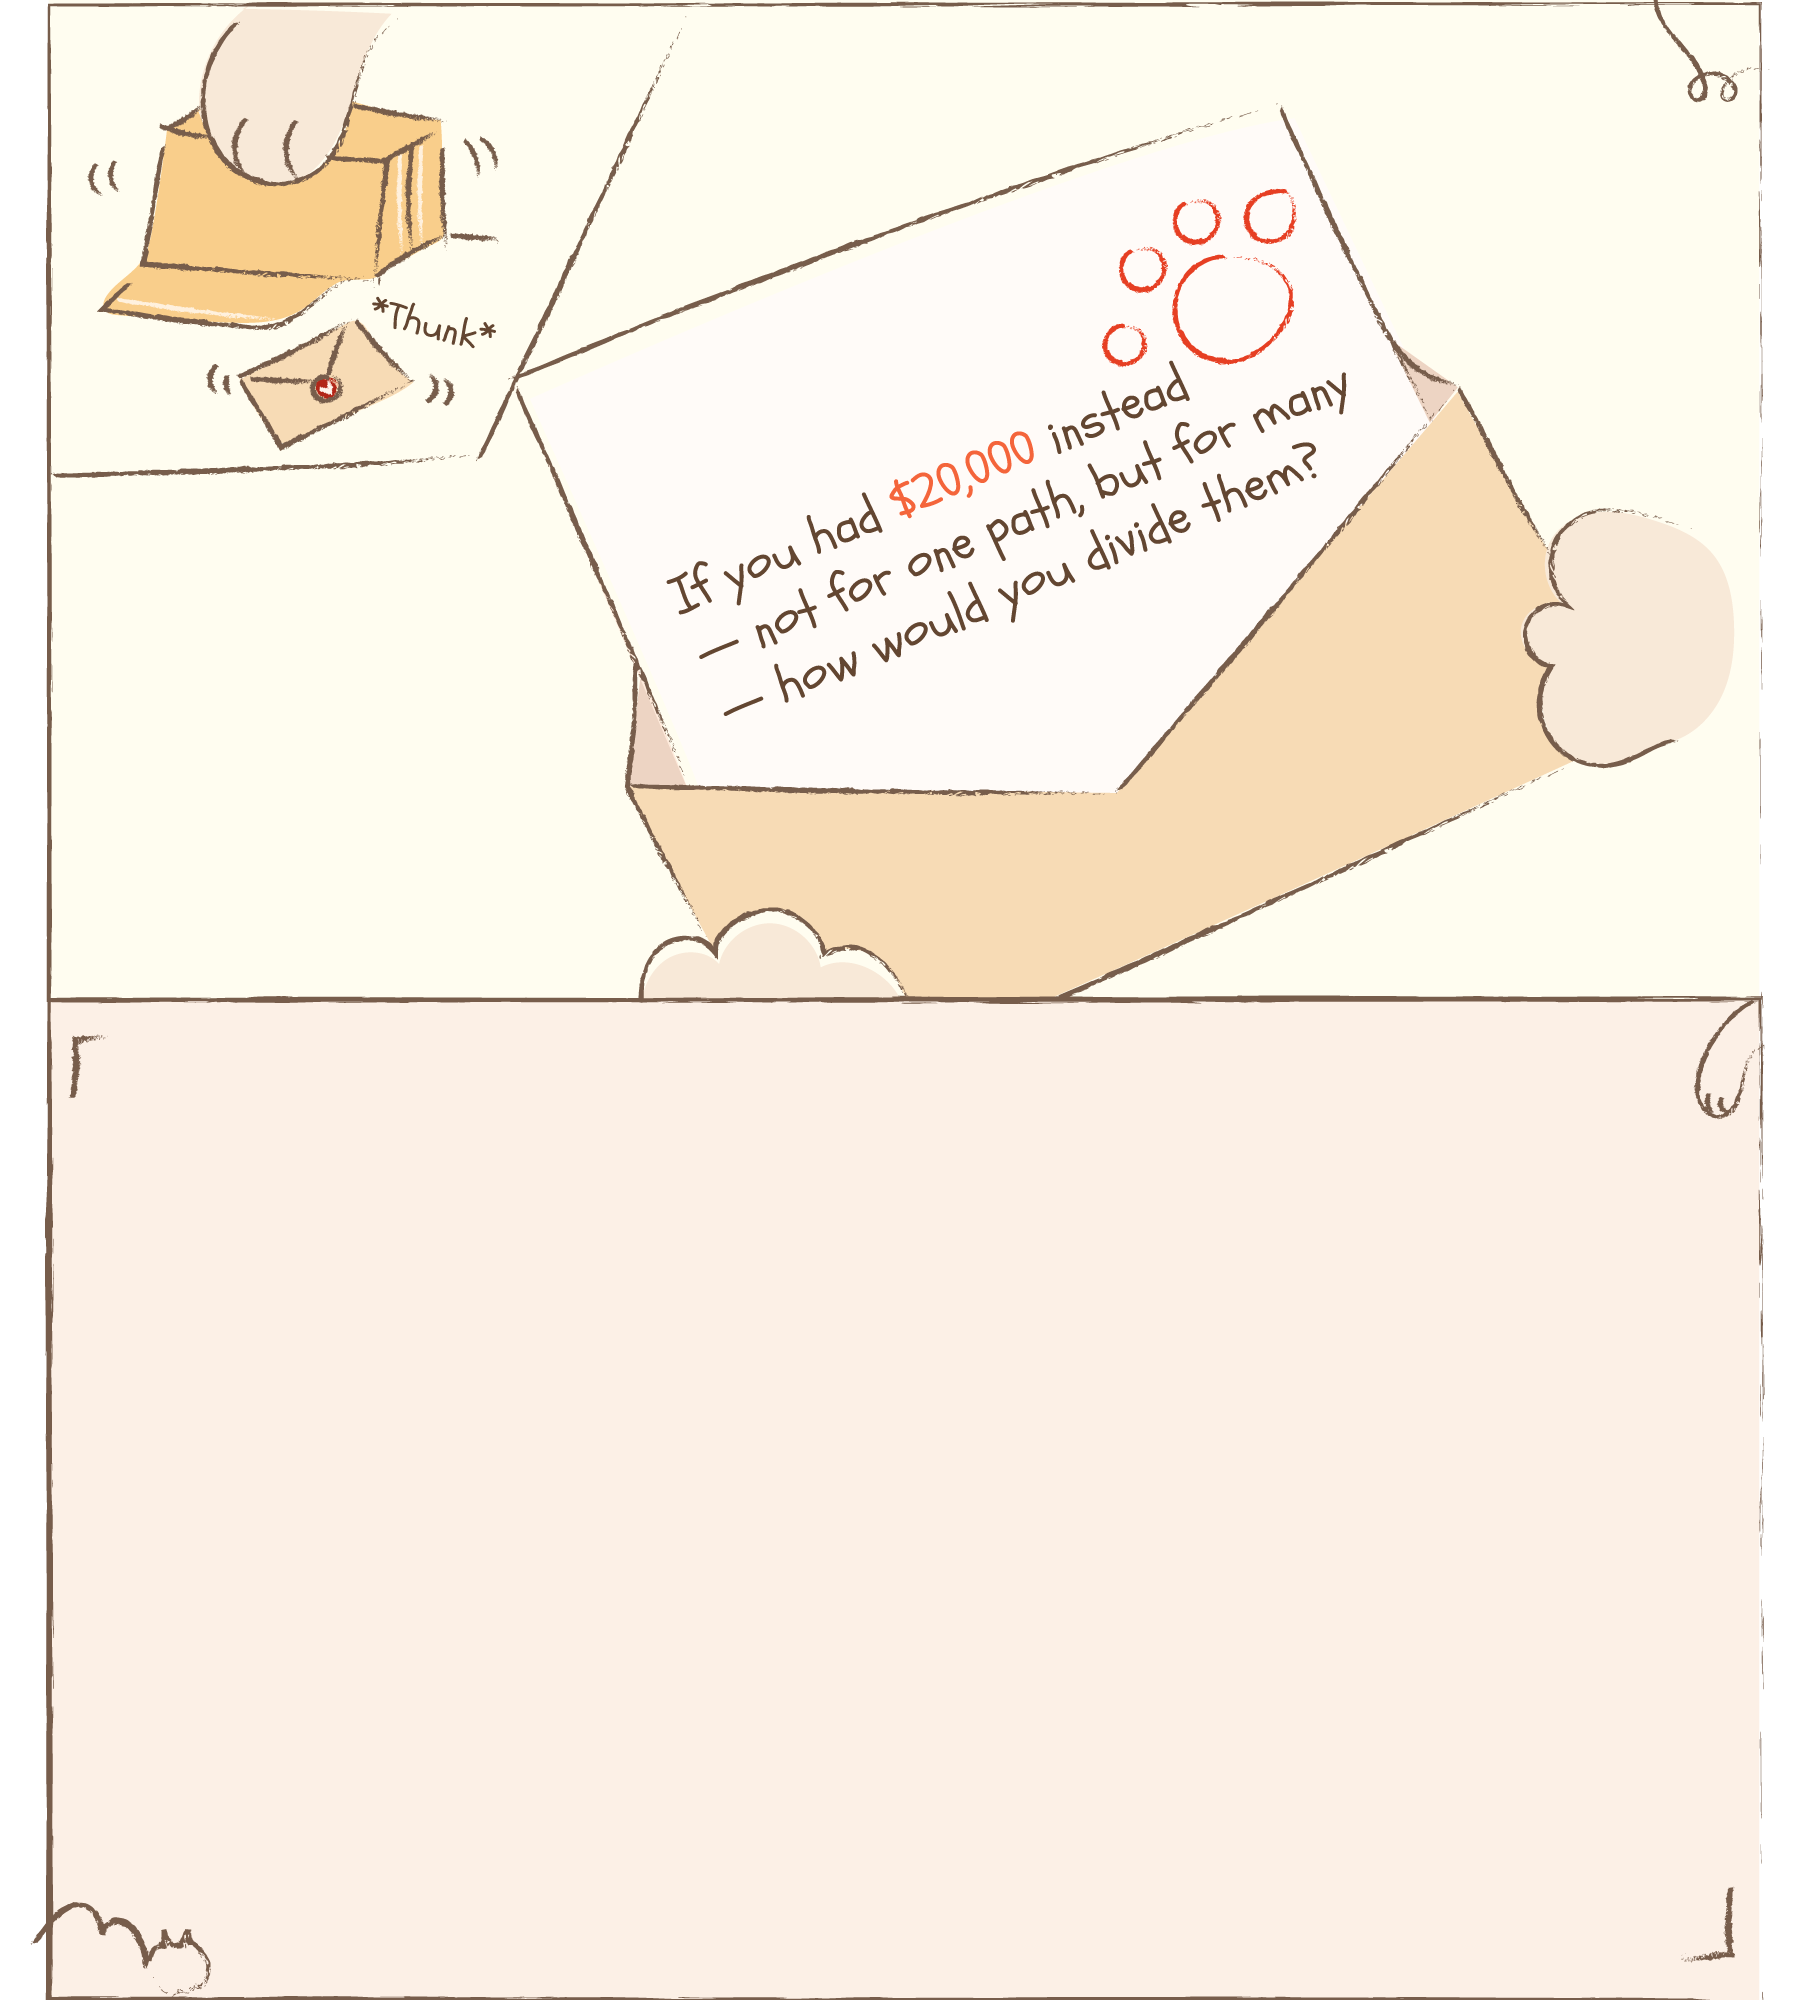 *Thunk*
If you had $20,000 instead
— not for one path, but for many
— how would you divide them?